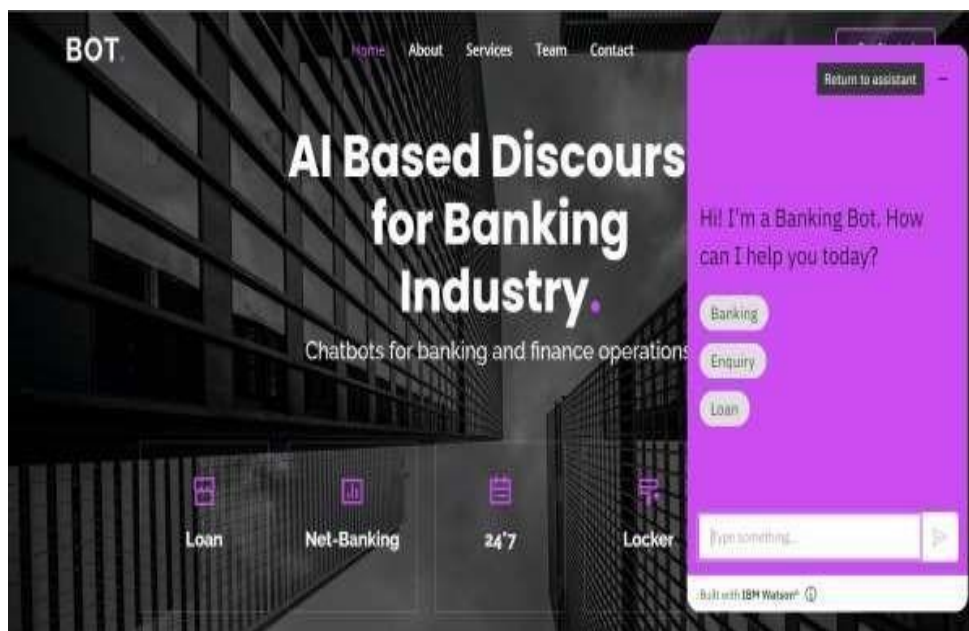 BOT.
Home About Services Team Contact
Return to assistant
AI Based Discours
for Banking
Industry.
Chatbots for banking and finance operations
Hi! I'm a Banking Bot. How
can I help you today?
Banking
Enquiry
Loan
Loan
Net-Banking
24*7
Locker
Type something...
Built with IBM Watson®